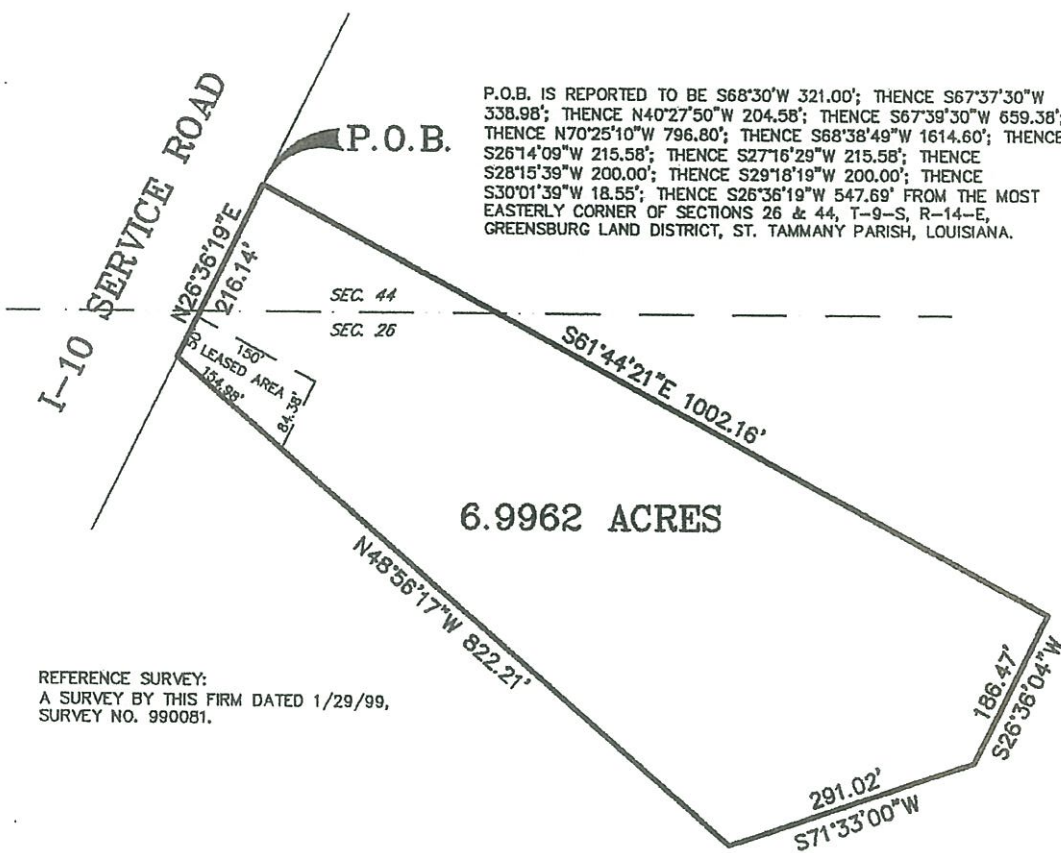 I-10 SERVICE ROAD
P.O.B.
P.O.B. IS REPORTED TO BE S68°30'W 321.00'; THENCE S67°37'30"W
338.98'; THENCE N40°27'50"W 204.58'; THENCE S67°39'30"W 659.38';
THENCE N70°25'10"W 796.80'; THENCE S68°38'49"W 1614.60'; THENCE
S26°14'09"W 215.58'; THENCE S27°16'29"W 215.58'; THENCE
S28°15'39"W 200.00'; THENCE S29°18'19"W 200.00'; THENCE
S30°01'39"W 18.55'; THENCE S26°36'19"W 547.69' FROM THE MOST
EASTERLY CORNER OF SECTIONS 26 & 44, T-9-S, R-14-E,
GREENSBURG LAND DISTRICT, ST. TAMMANY PARISH, LOUISIANA.
N26°36'19"E
216.14'
SEC. 44
SEC. 26
50'
150'
LEASED AREA
154.98'
84.38'
S61°44'21"E 1002.16'
6.9962 ACRES
N48°56'17"W 822.21'
186.47'
S26°36'04"W
291.02'
S71°33'00"W
REFERENCE SURVEY:
A SURVEY BY THIS FIRM DATED 1/29/99,
SURVEY NO. 990081.